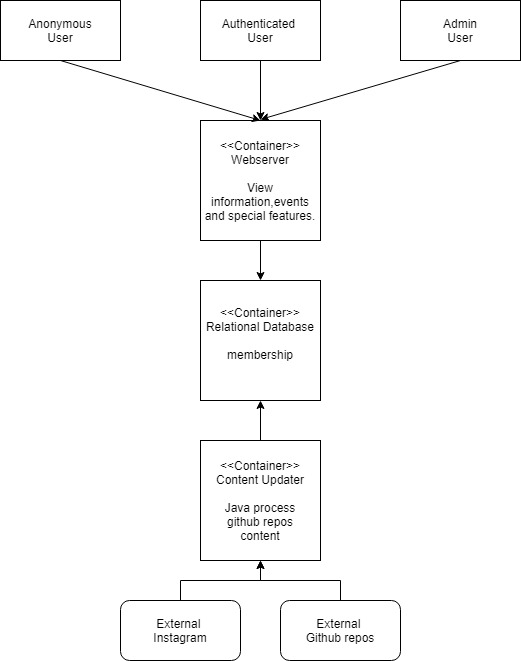 Anonymous
User
Authenticated
User
Admin
User
<<Container>>
Webserver
View
information,events
and special features.
<<Container>>
Relational Database
membership
<<Container>>
Content Updater
Java process
github repos
content
External
Instagram
External
Github repos